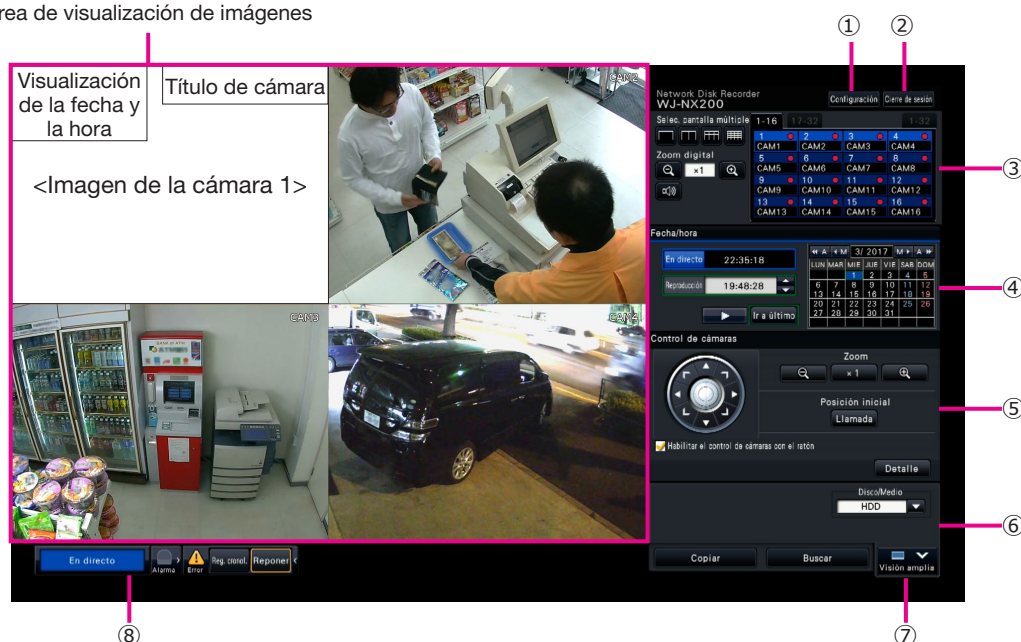 rea de visualización de imágenes
① ②
Visualización
de la fecha y
la hora
Título de cámara
<Imagen de la cámara 1>
CAM2
CAM3
CAM4
Network Disk Recorder
WJ-NX200
Configuración
Cierre de sesión
Selec. pantalla múltiple
1-16 17-32 1-32
1 2 3 4
CAM1 CAM2 CAM3 CAM4
5 6 7 8
CAM5 CAM6 CAM7 CAM8
9 10 11 12
CAM9 CAM10 CAM11 CAM12
13 14 15 16
CAM13 CAM14 CAM15 CAM16
Zoom digital
×1
③
Fecha/hora
En directo 22:35:18
Reproducción 19:48:28
Ir a último
A M 3/ 2017 M A
LUN MAR MIE JUE VIE SAB DOM
1 2 3 4 5
6 7 8 9 10 11 12
13 14 15 16 17 18 19
20 21 22 23 24 25 26
27 28 29 30 31
④
Control de cámaras
Zoom
×1
Posición inicial
Llamada
Habilitar el control de cámaras con el ratón
Detalle
⑤
Disco/Medio
HDD
⑥
Copiar
Buscar
Visión amplia
En directo
Alarma
Error
Reg. cronol.
Reponer
⑧ ⑦